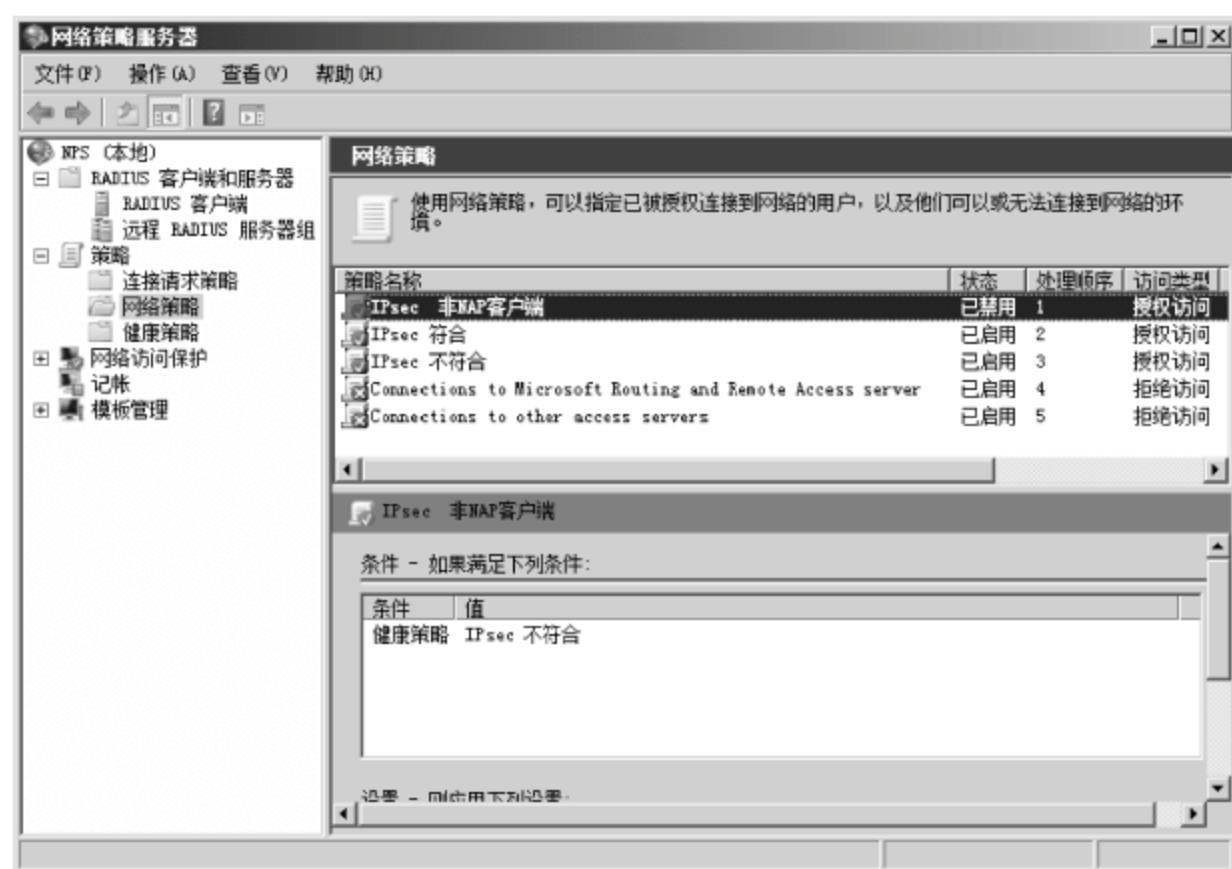 网络策略服务器
文件(F) 操作(A) 查看(V) 帮助(H)
NPS (本地)
RADIUS 客户端和服务器
RADIUS 客户端
远程 RADIUS 服务器组
策略
连接请求策略
网络策略
健康策略
网络访问保护
记帐
模板管理
网络策略
使用网络策略，可以指定已被授权连接到网络的用户，以及他们可以或无法连接到网络的环
境。
策略名称 状态 处理顺序 访问类型
IPsec 非NAP客户端 已禁用 1 授权访问
IPsec 符合 已启用 2 授权访问
IPsec 不符合 已启用 3 授权访问
Connections to Microsoft Routing and Remote Access server 已启用 4 拒绝访问
Connections to other access servers 已启用 5 拒绝访问
IPsec 非NAP客户端
条件 - 如果满足下列条件:
条件 值
健康策略 IPsec 不符合
设置 - 则应用下列设置: